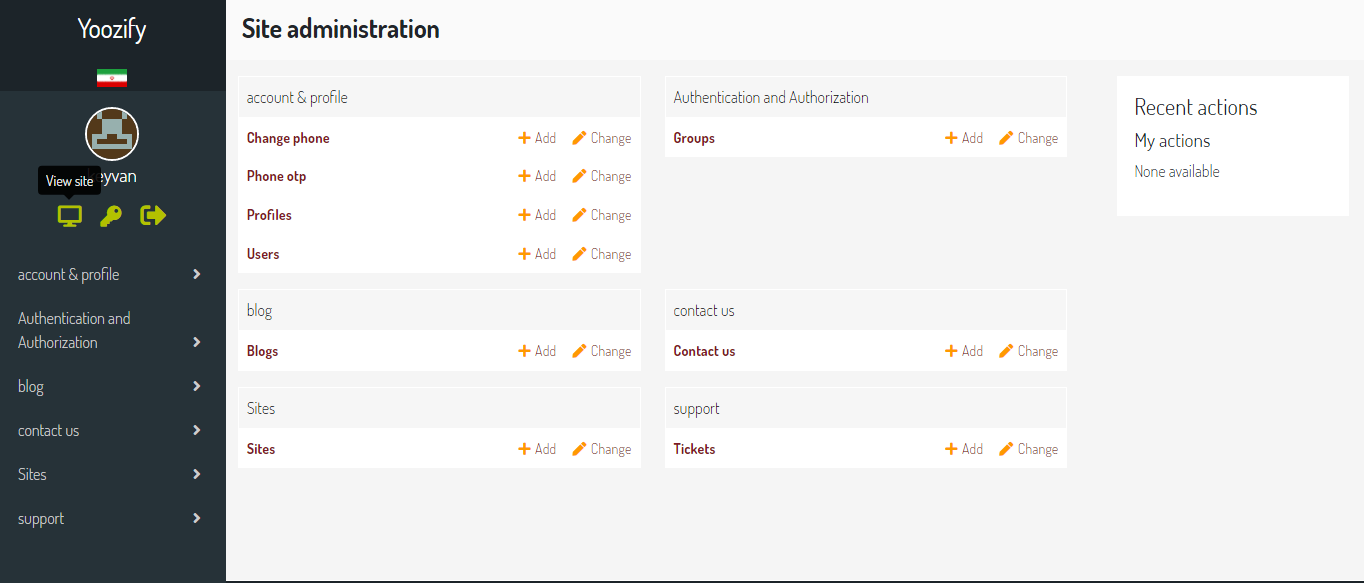 Yoozify
View site
eyvan
account & profile
Authentication and
Authorization
blog
contact us
Sites
support
Site administration
account & profile
Change phone Add Change
Phone otp Add Change
Profiles Add Change
Users Add Change
Authentication and Authorization
Groups Add Change
blog
Blogs Add Change
contact us
Contact us Add Change
Sites
Sites Add Change
support
Tickets Add Change
Recent actions
My actions
None available